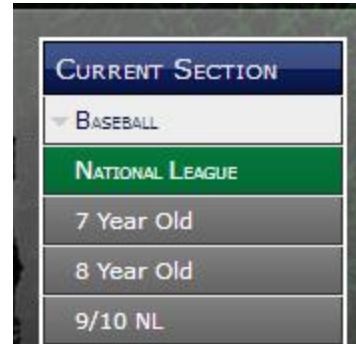 Current Section
Baseball
National League
7 Year Old
8 Year Old
9/10 NL